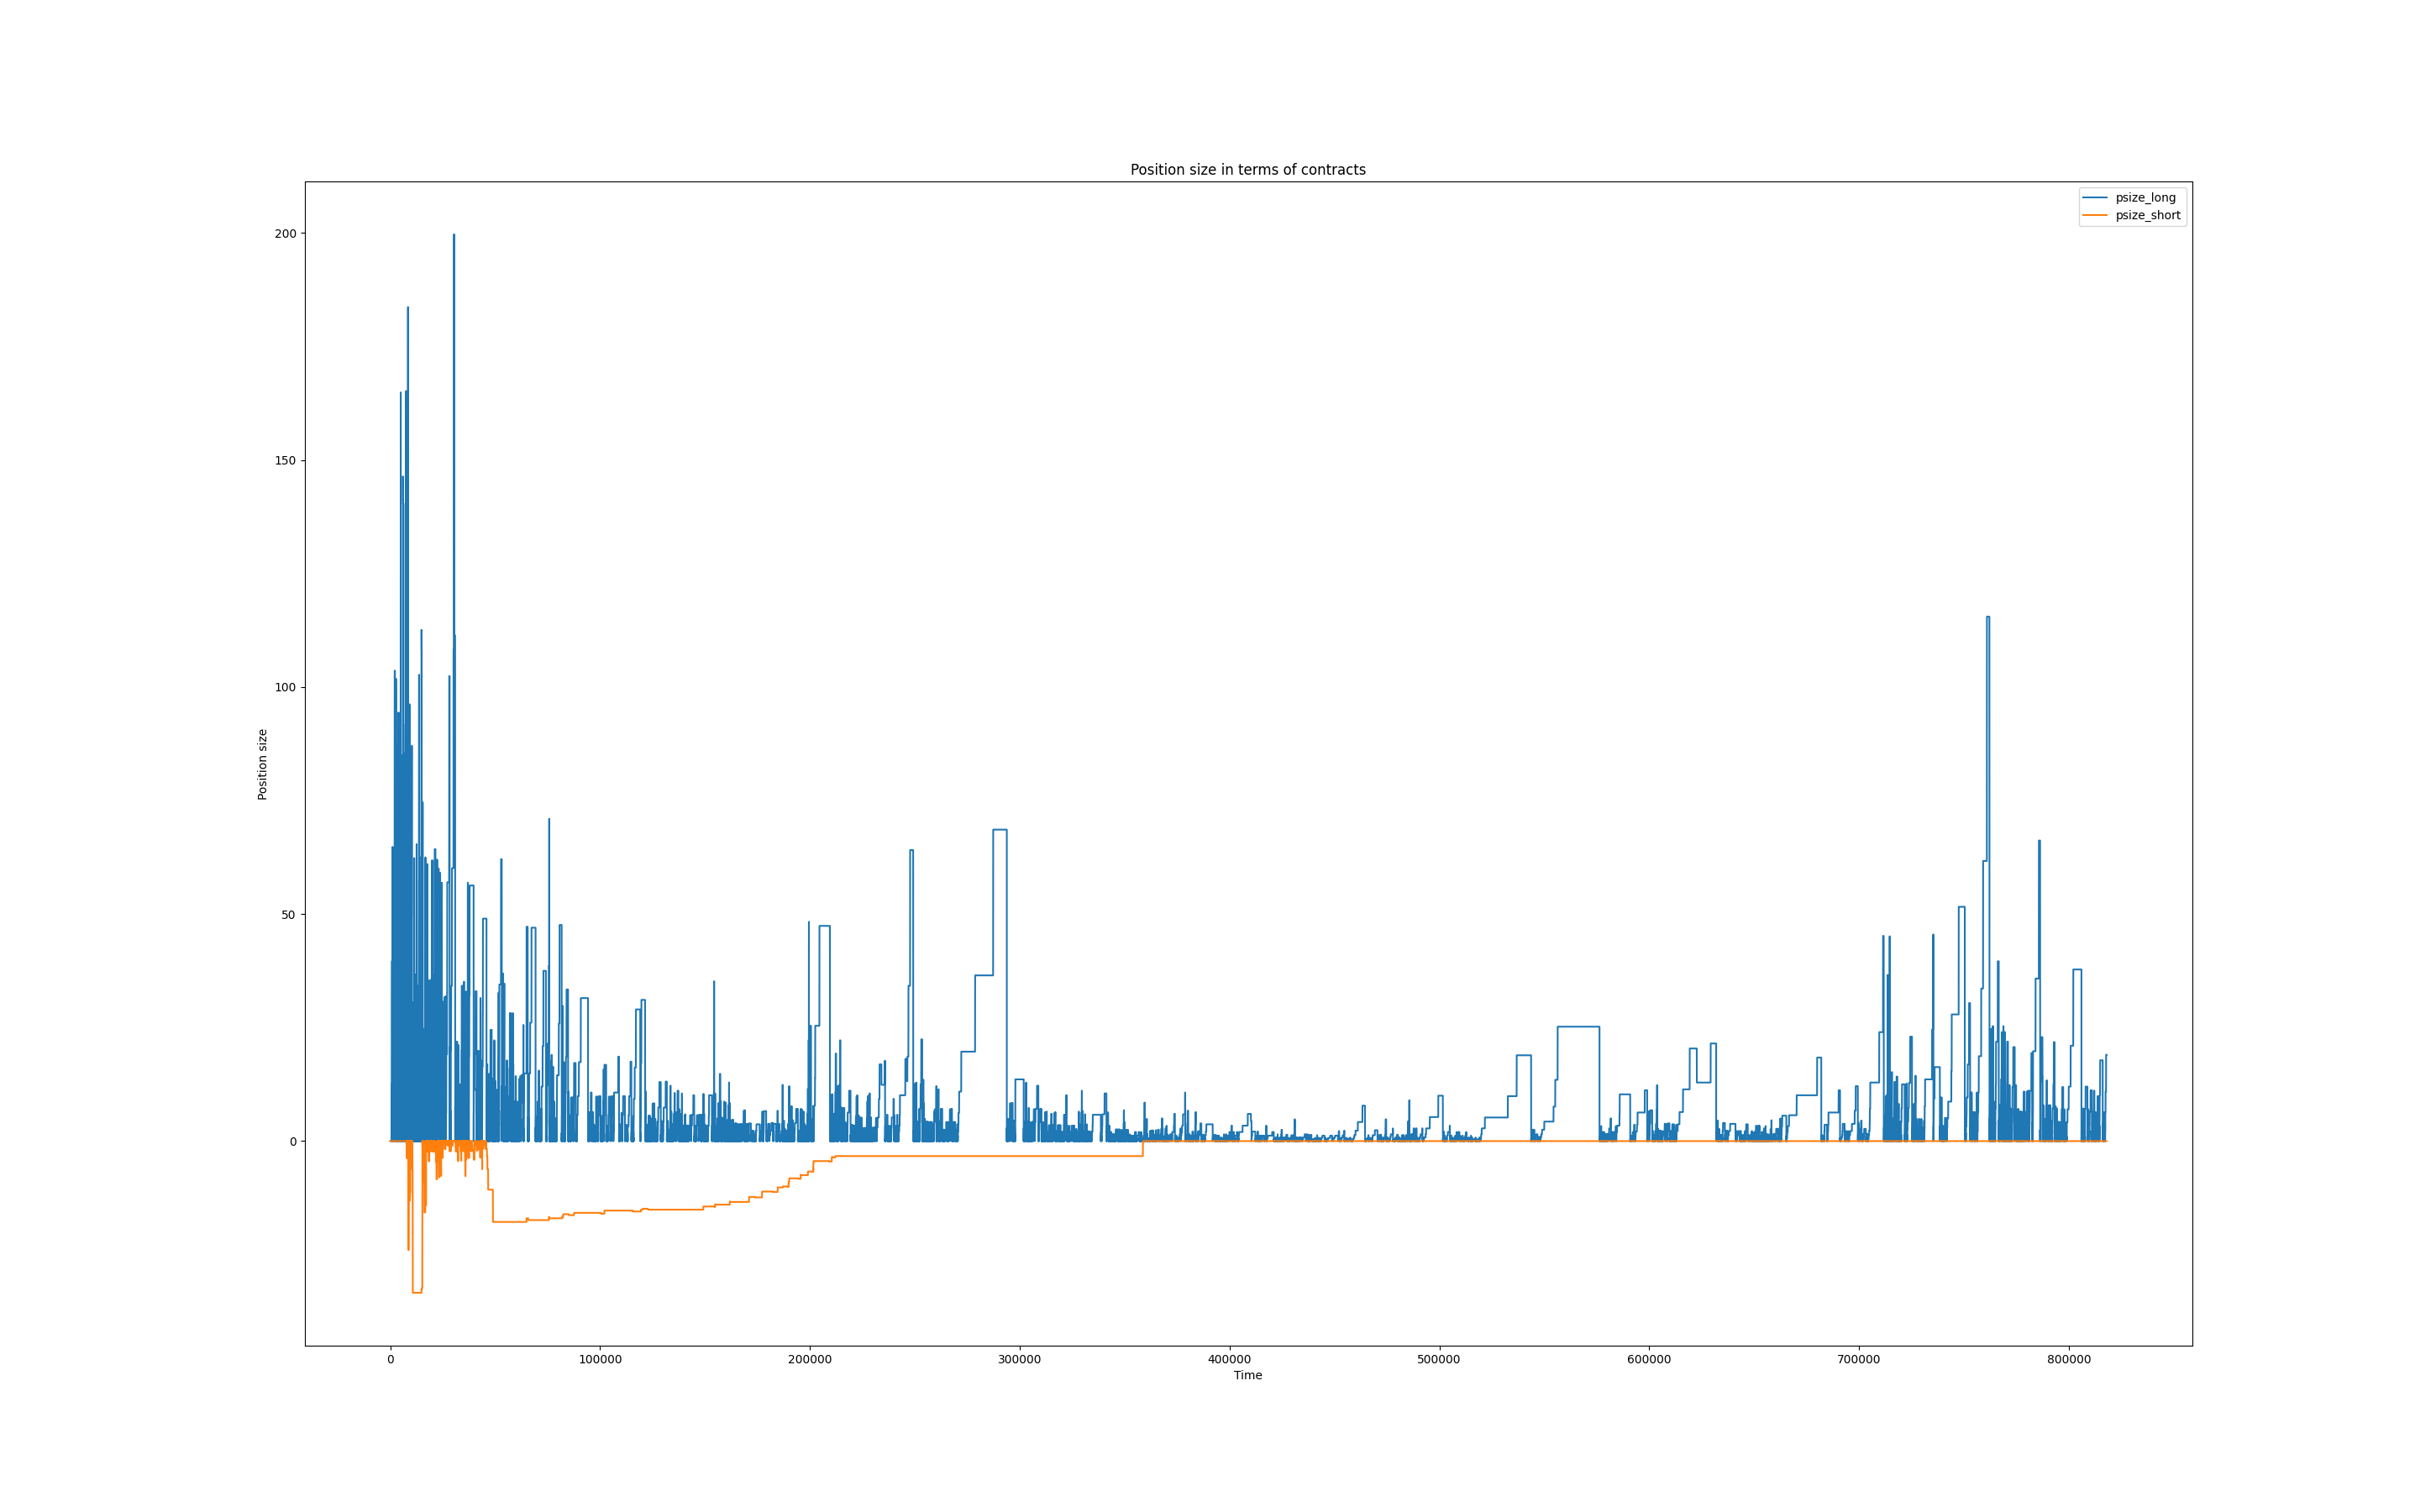 Position size in terms of contracts
psize_long
psize_short
Position size
200
150
100
50
0
0
100000
200000
300000
400000
500000
600000
700000
800000
Time